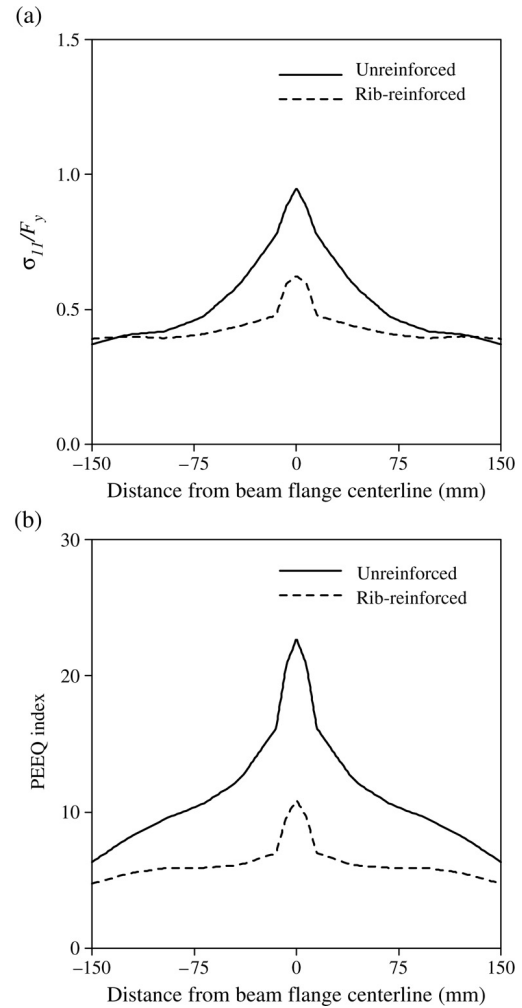 (a)
1.5
Unreinforced
Rib-reinforced
1.0
σ11/Fy
0.5
0.0
−150 −75 0 75 150
Distance from beam flange centerline (mm)
(b)
30
Unreinforced
Rib-reinforced
20
PEEQ index
10
0
−150 −75 0 75 150
Distance from beam flange centerline (mm)